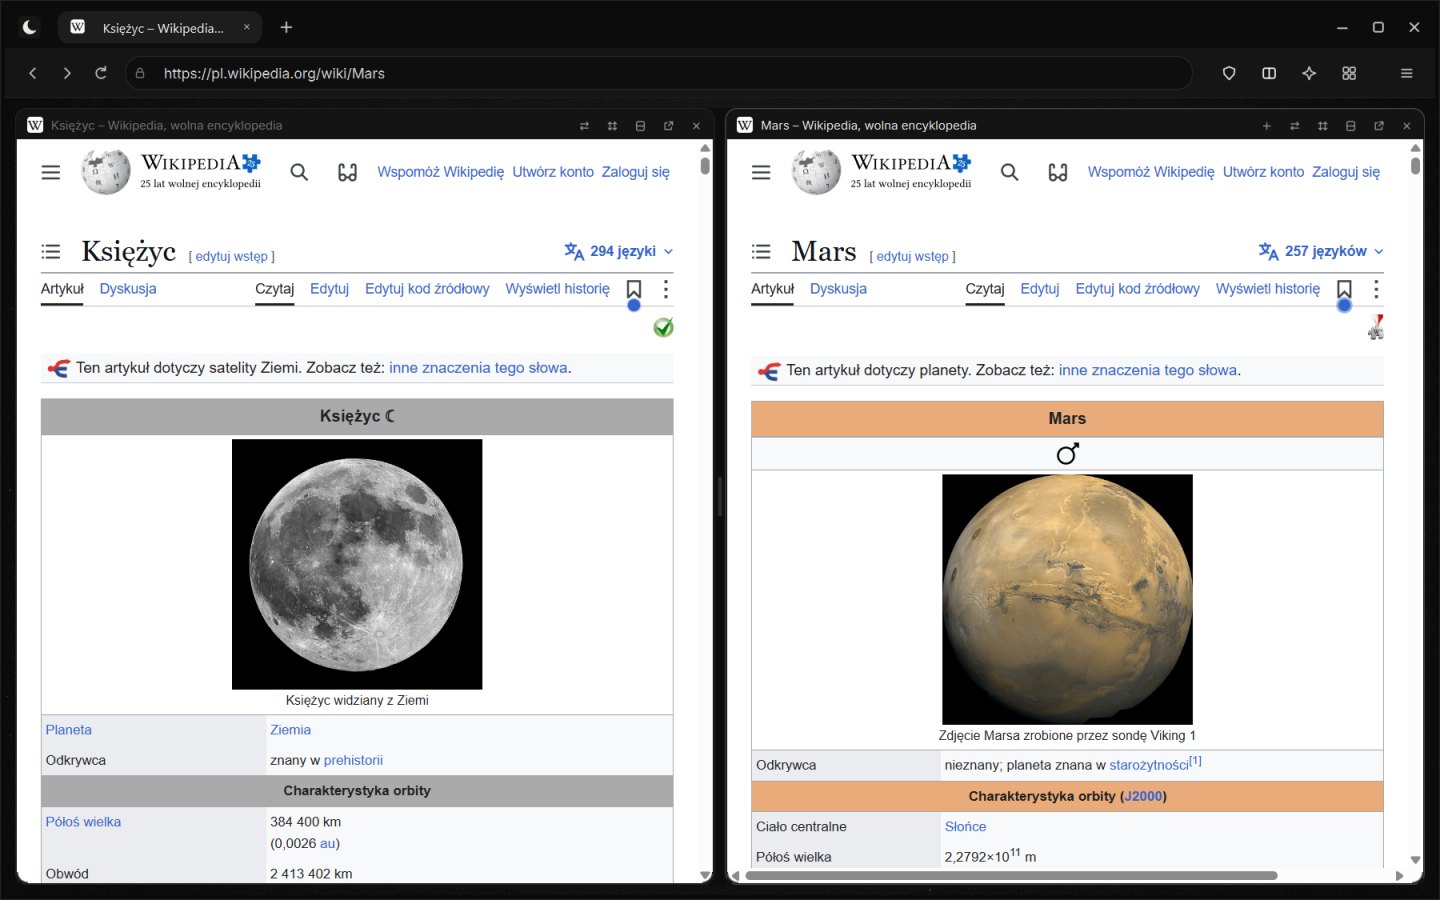 Księżyc – Wikipedia...
https://pl.wikipedia.org/wiki/Mars
Księżyc – Wikipedia, wolna encyklopedia
WIKIPEDIA
25 lat wolnej encyklopedii
Wspomóż Wikipedię Utwórz konto Zaloguj się
Księżyc [ edytuj wstęp ]
294 języki
Artykuł Dyskusja Czytaj Edytuj Edytuj kod źródłowy Wyświetl historię
Ten artykuł dotyczy satelity Ziemi. Zobacz też: inne znaczenia tego słowa.
Księżyc ☾
Księżyc widziany z Ziemi
Planeta Ziemia
Odkrywca znany w prehistorii
Charakterystyka orbity
Półoś wielka 384 400 km
(0,0026 au)
Obwód 2 413 402 km
Mars – Wikipedia, wolna encyklopedia
WIKIPEDIA
25 lat wolnej encyklopedii
Wspomóż Wikipedię Utwórz konto Zaloguj się
Mars [ edytuj wstęp ]
257 języków
Artykuł Dyskusja Czytaj Edytuj Edytuj kod źródłowy Wyświetl historię
Ten artykuł dotyczy planety. Zobacz też: inne znaczenia tego słowa.
Mars
♂
Zdjęcie Marsa zrobione przez sondę Viking 1
Odkrywca nieznany; planeta znana w starożytności[1]
Charakterystyka orbity (J2000)
Ciało centralne Słońce
Półoś wielka 2,2792×10¹¹ m